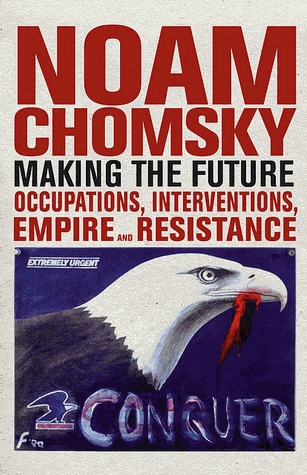 NOAM
CHOMSKY
MAKING THE FUTURE
OCCUPATIONS, INTERVENTIONS,
EMPIRE AND RESISTANCE
EXTREMELY URGENT
CONQUER